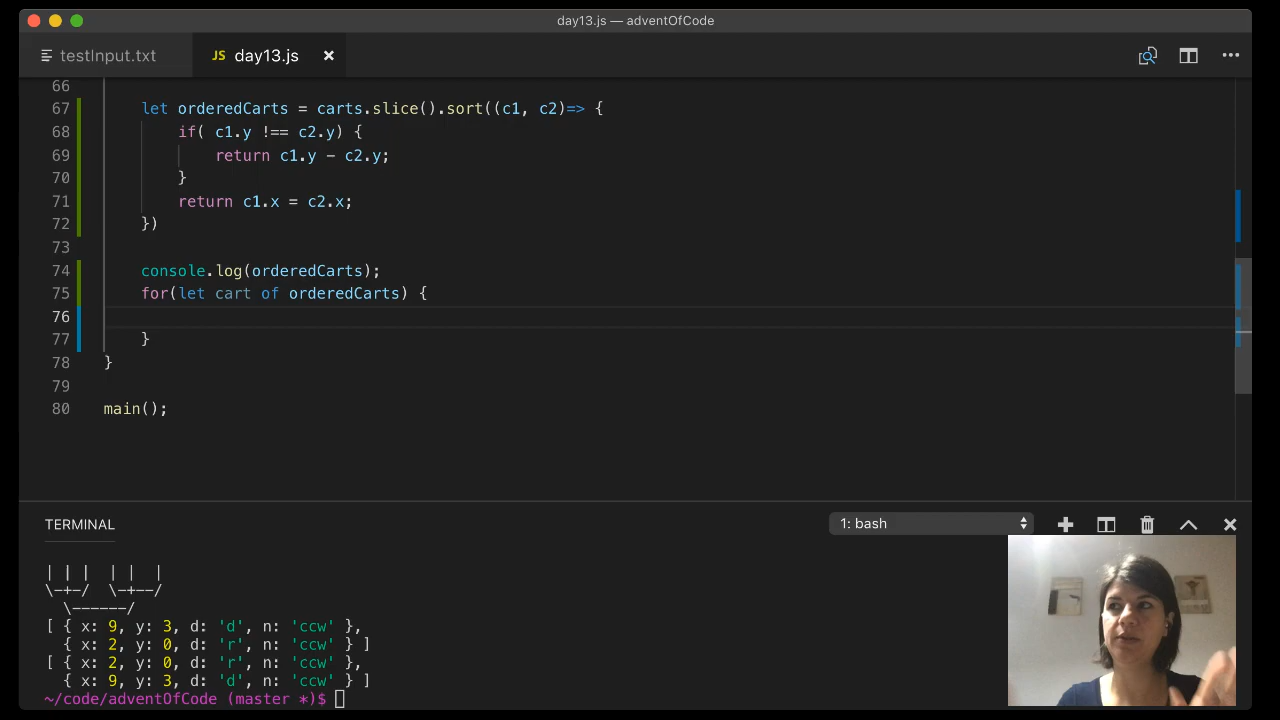 day13.js — adventOfCode
testInput.txt
JS day13.js ×
66
67 let orderedCarts = carts.slice().sort((c1, c2)=> {
68 if( c1.y !== c2.y) {
69 return c1.y - c2.y;
70 }
71 return c1.x = c2.x;
72 })
73
74 console.log(orderedCarts);
75 for(let cart of orderedCarts) {
76
77 }
78 }
79
80 main();
TERMINAL
1: bash
| | |  | |  |
\-+-/  \-+--/
  \------/
[ { x: 9, y: 3, d: 'd', n: 'ccw' },
  { x: 2, y: 0, d: 'r', n: 'ccw' } ]
[ { x: 2, y: 0, d: 'r', n: 'ccw' },
  { x: 9, y: 3, d: 'd', n: 'ccw' } ]
~/code/adventOfCode (master *)$